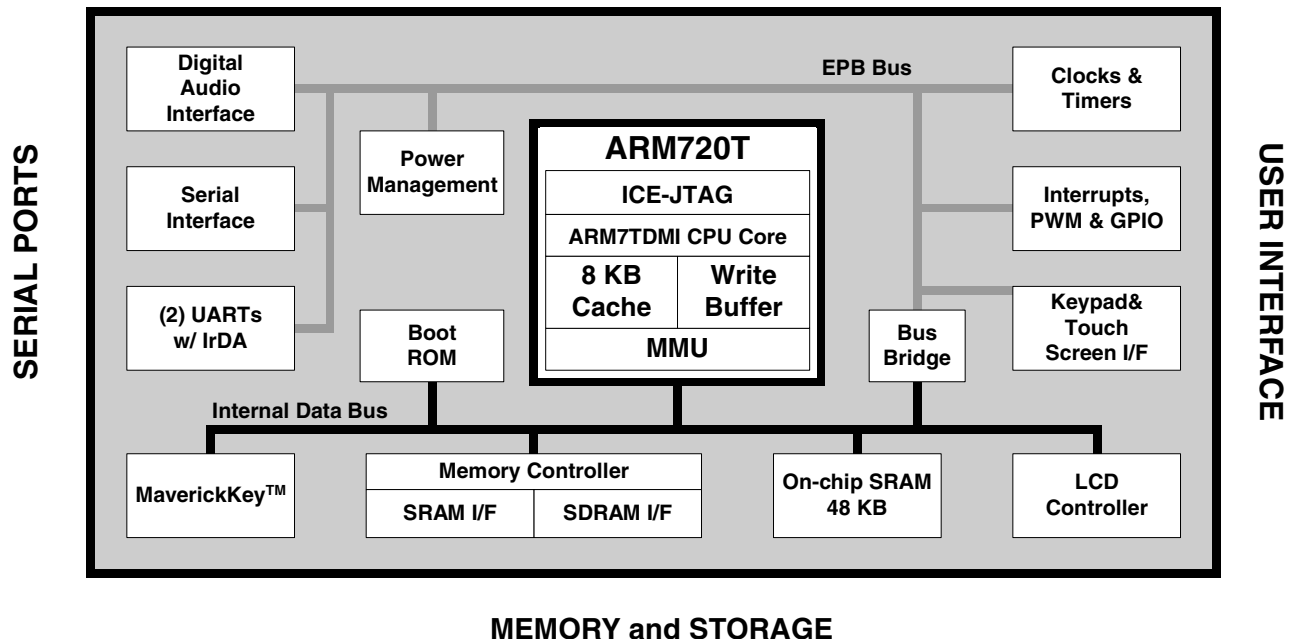 SERIAL PORTS
Digital
Audio
Interface
EPB Bus
Clocks &
Timers
Power
Management
ARM720T
ICE-JTAG
ARM7TDMI CPU Core
8 KB
Cache
Write
Buffer
MMU
Serial
Interface
Interrupts,
PWM & GPIO
(2) UARTs
w/ IrDA
Boot
ROM
Bus
Bridge
Keypad&
Touch
Screen I/F
Internal Data Bus
MaverickKey™
Memory Controller
SRAM I/F
SDRAM I/F
On-chip SRAM
48 KB
LCD
Controller
USER INTERFACE
MEMORY and STORAGE